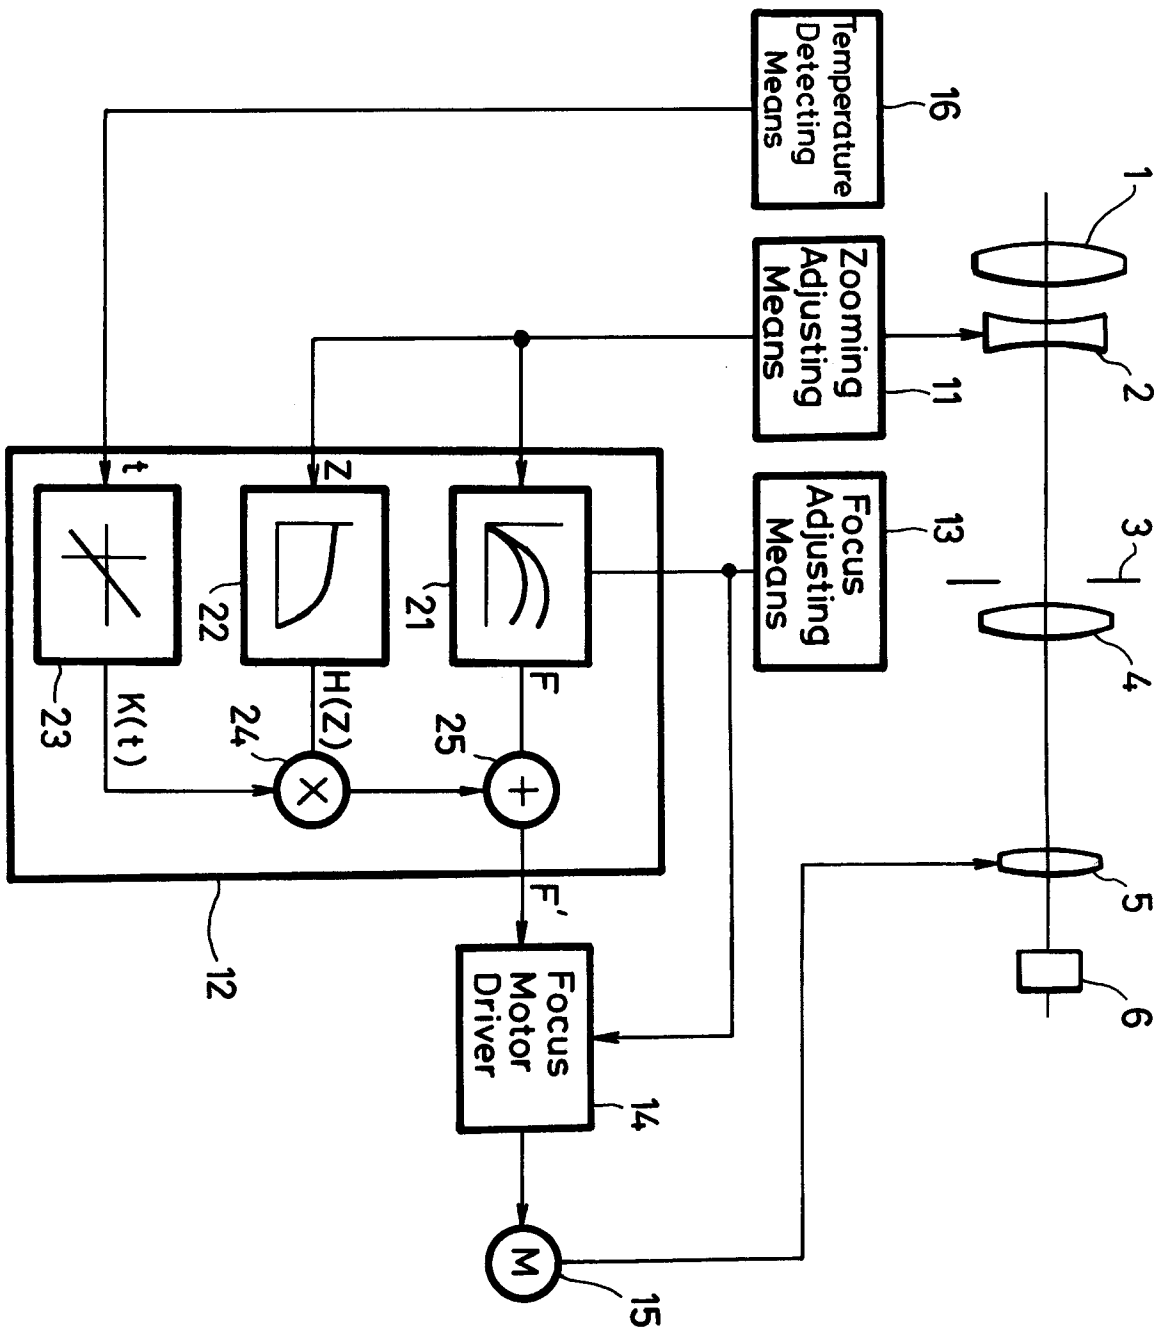 1
2
3
4
5
6
16
Temperature
Detecting
Means
11
Zooming
Adjusting
Means
13
Focus
Adjusting
Means
t
Z
21
22
23
F
H(Z)
K(t)
25
24
+
×
12
F'
Focus
Motor
Driver
14
M
15